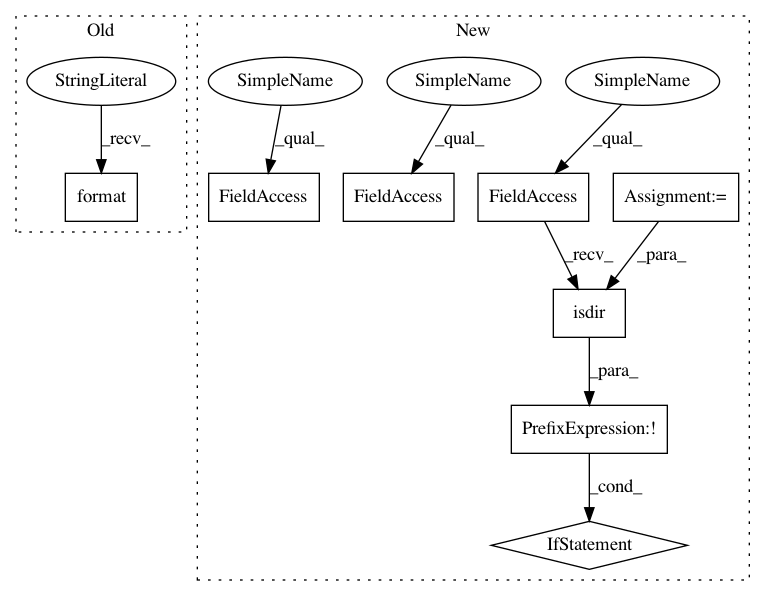 Old
New
StringLiteral
SimpleName
SimpleName
SimpleName
_recv_
_qual_
_qual_
_qual_
format
FieldAccess
FieldAccess
FieldAccess
Assignment:=
_recv_
_para_
isdir
_para_
PrefixExpression:!
_cond_
IfStatement